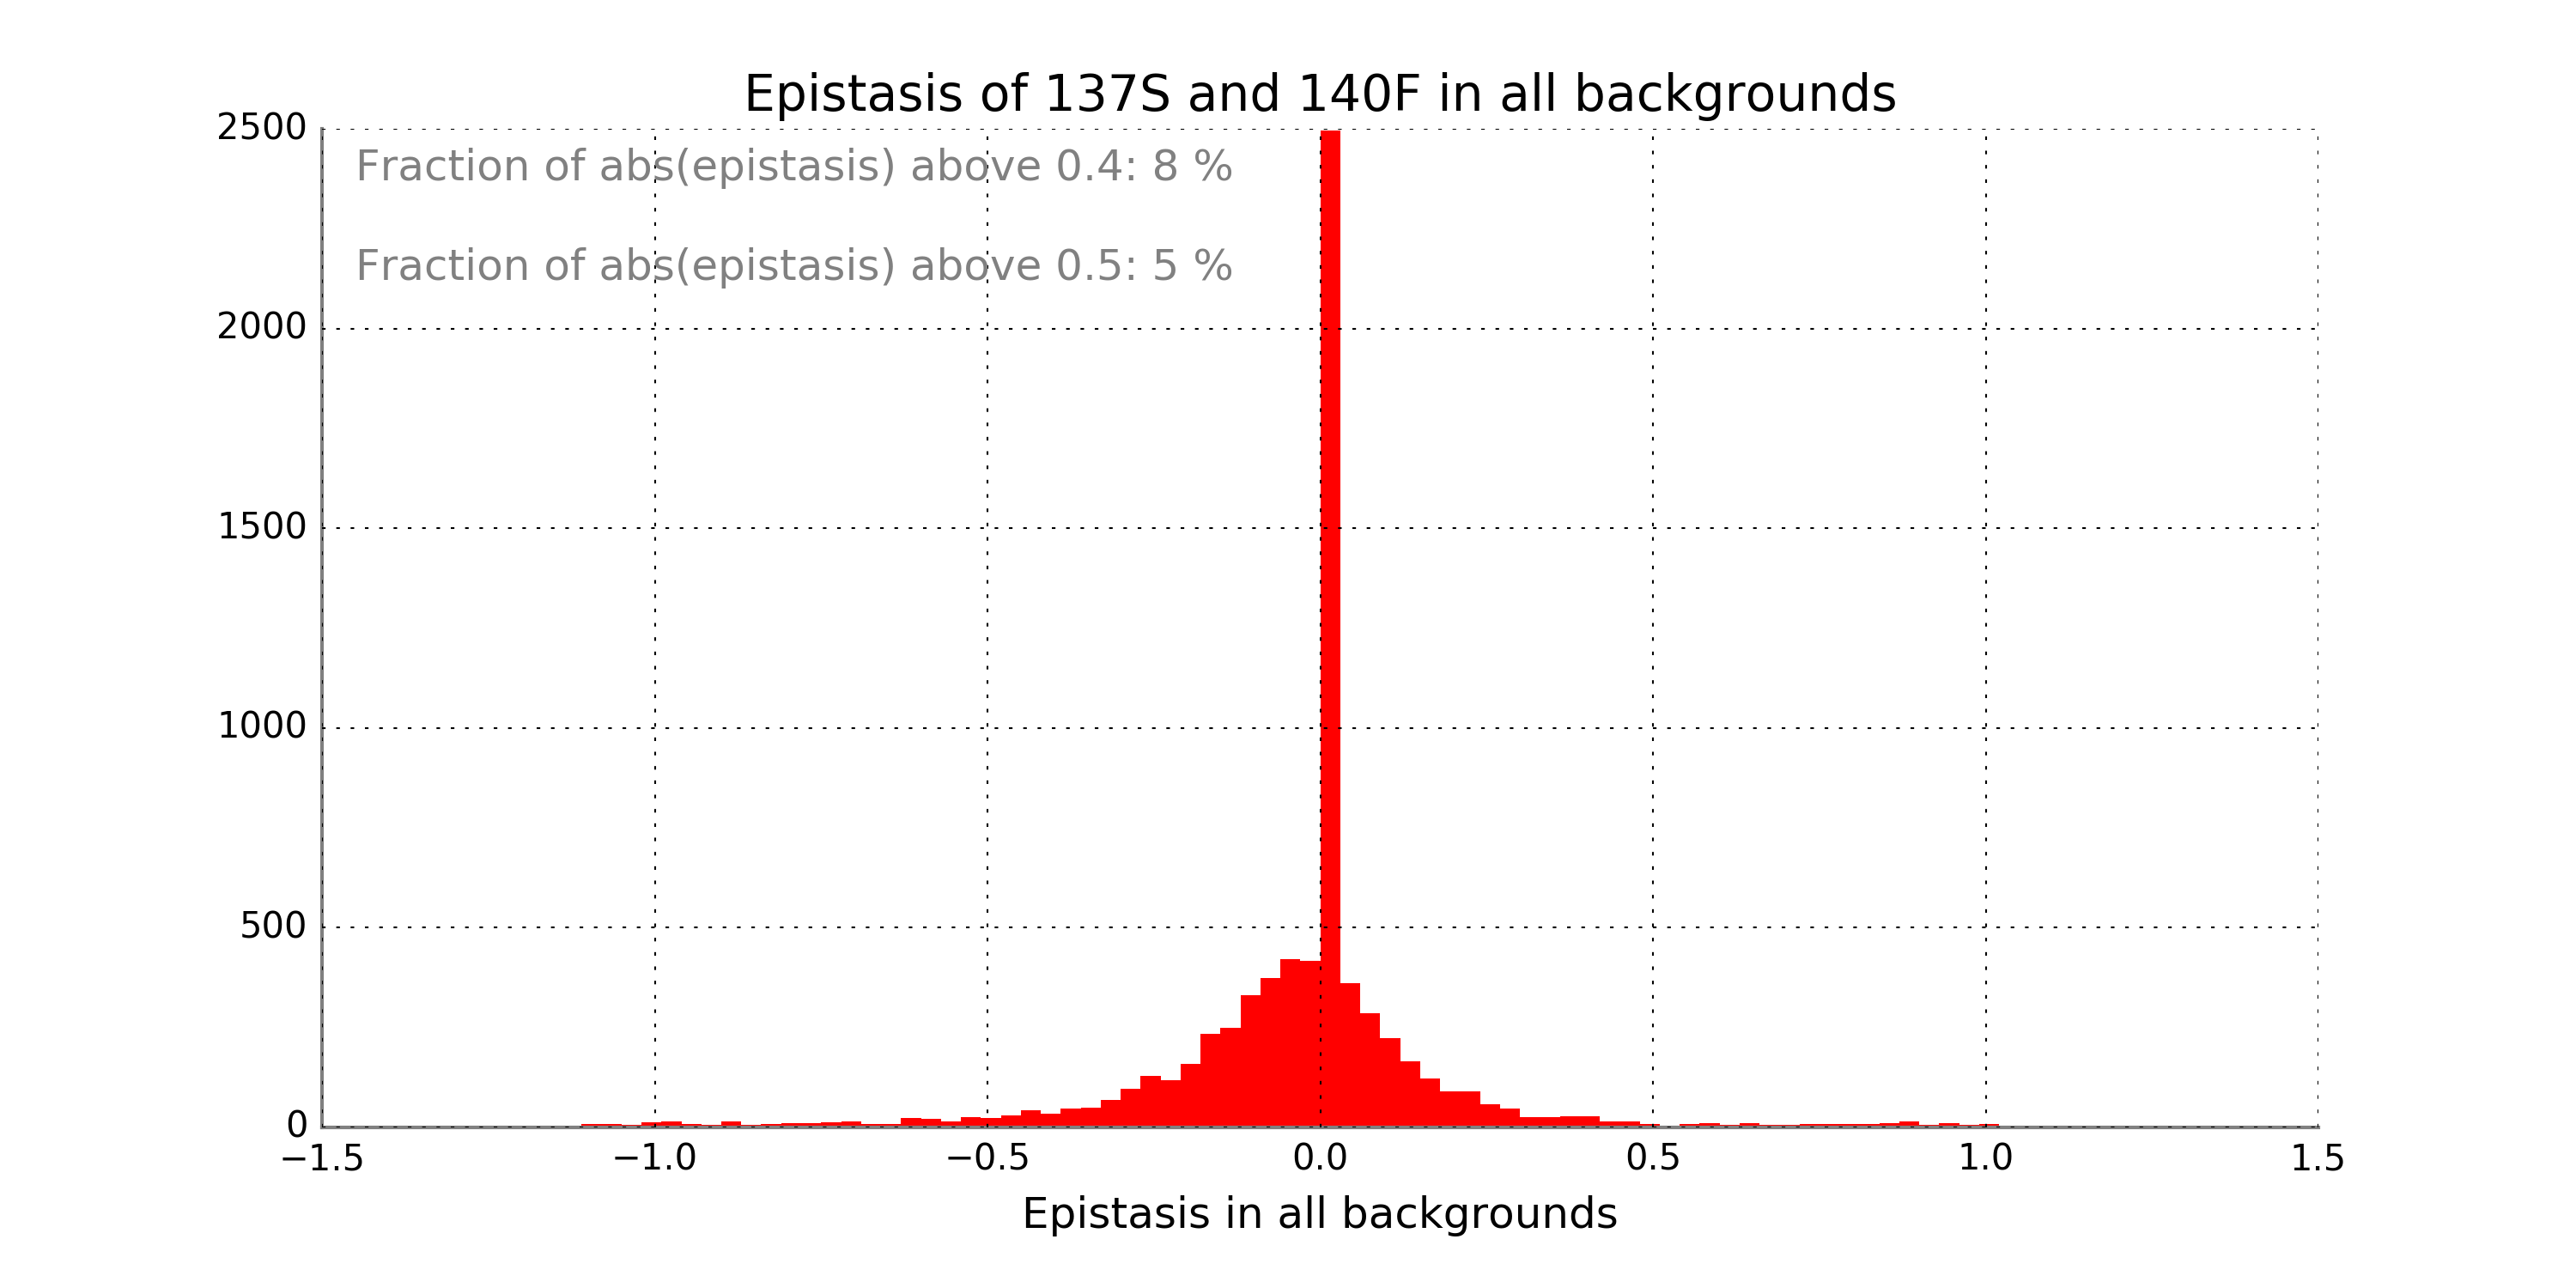 Epistasis of 137S and 140F in all backgrounds
2500
Fraction of abs(epistasis) above 0.4: 8 %
Fraction of abs(epistasis) above 0.5: 5 %
2000
1500
1000
500
0
−1.5 −1.0 −0.5 0.0 0.5 1.0 1.5
Epistasis in all backgrounds